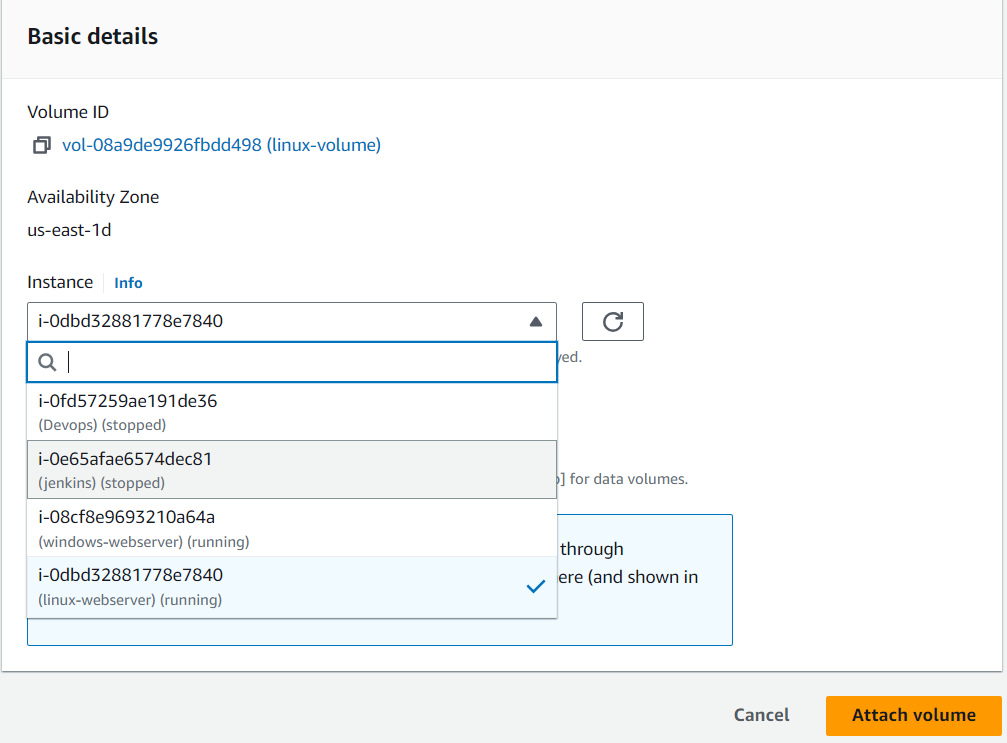 Basic details
Volume ID
vol-08a9de9926fbdd498 (linux-volume)
Availability Zone
us-east-1d
Instance Info
i-0dbd32881778e7840
ved.
i-0fd57259ae191de36
(Devops) (stopped)
i-0e65afae6574dec81
(jenkins) (stopped)
] for data volumes.
i-08cf8e9693210a64a
(windows-webserver) (running)
through
i-0dbd32881778e7840
ere (and shown in
(linux-webserver) (running)
Cancel
Attach volume